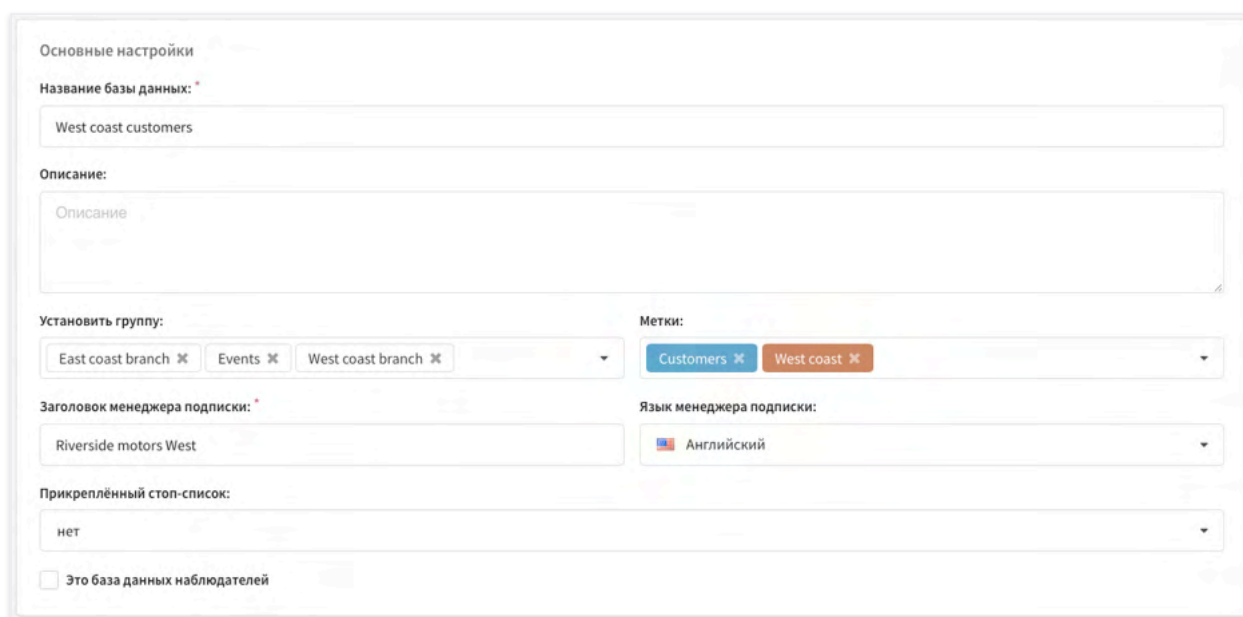 Основные настройки
Название базы данных: *
West coast customers
Описание:
Описание
Установить группу:
Метки:
East coast branch ✖ Events ✖ West coast branch ✖
Customers ✖ West coast ✖
Заголовок менеджера подписки: *
Язык менеджера подписки:
Riverside motors West
Английский
Прикреплённый стоп-список:
нет
Это база данных наблюдателей